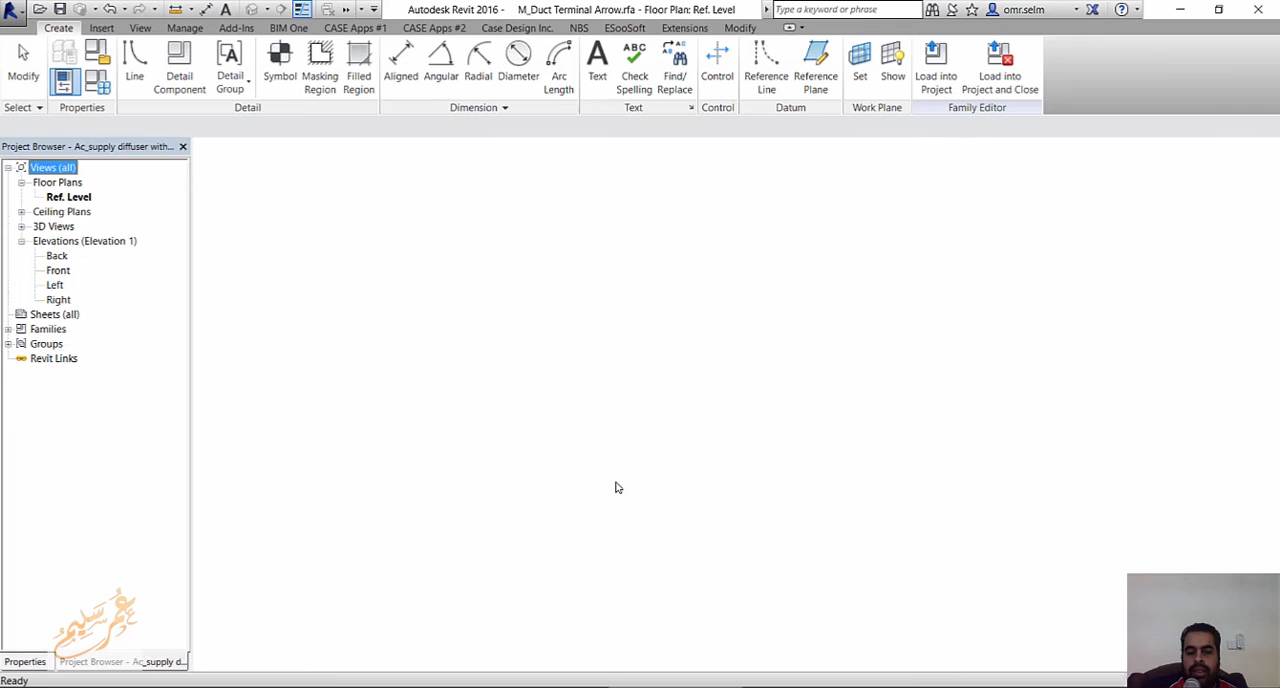 Autodesk Revit 2016 - M_Duct Terminal Arrow.rfa - Floor Plan: Ref. Level
Type a keyword or phrase
omr.selm
Create Insert View Manage Add-Ins BIM One CASE Apps #1 CASE Apps #2 Case Design Inc. NBS ESooSoft Extensions Modify
Modify
Line
Detail Component
Detail Group
Symbol
Masking Region
Filled Region
Aligned
Angular
Radial
Diameter
Arc Length
Text
Check Spelling
Find/ Replace
Control
Reference Line
Reference Plane
Set
Show
Load into Project
Load into Project and Close
Select Properties Detail Dimension Text Control Datum Work Plane Family Editor
Project Browser - Ac_supply diffuser with...
Views (all)
Floor Plans
Ref. Level
Ceiling Plans
3D Views
Elevations (Elevation 1)
Back
Front
Left
Right
Sheets (all)
Families
Groups
Revit Links
عمر سليم
Properties
Project Browser - Ac_supply d...
Ready